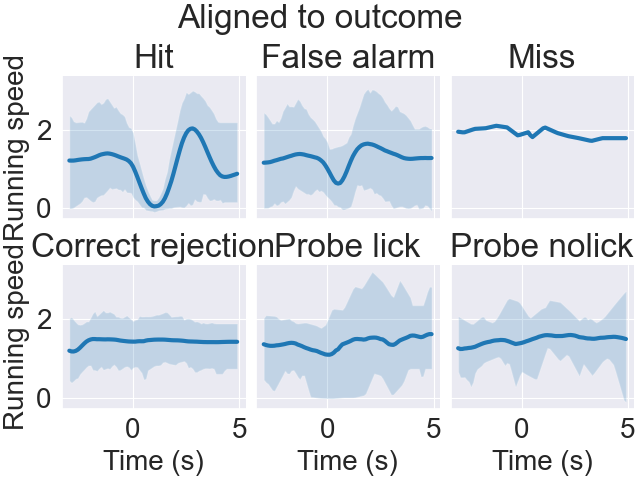 Aligned to outcome
Hit
False alarm
Miss
Running speed
2
0
Correct rejection
Probe lick
Probe nolick
Running speed
2
0
0
5
0
5
0
5
Time (s)
Time (s)
Time (s)